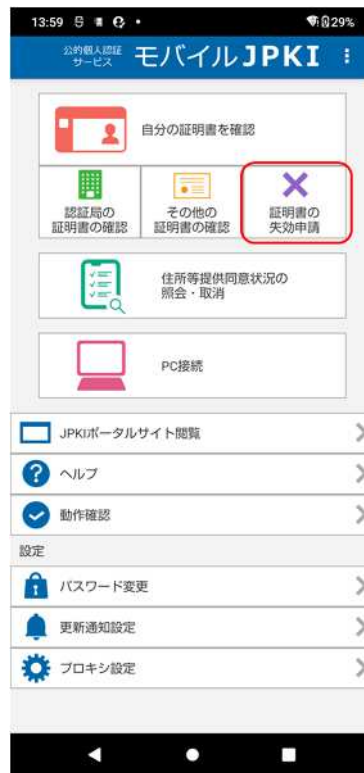 13:59
29%
公的個人認証
サービス
モバイルJPKI
自分の証明書を確認
認証局の
証明書の確認
その他の
証明書の確認
証明書の
失効申請
住所等提供同意状況の
照会・取消
PC接続
JPKIポータルサイト閲覧
ヘルプ
動作確認
設定
パスワード変更
更新通知設定
プロキシ設定